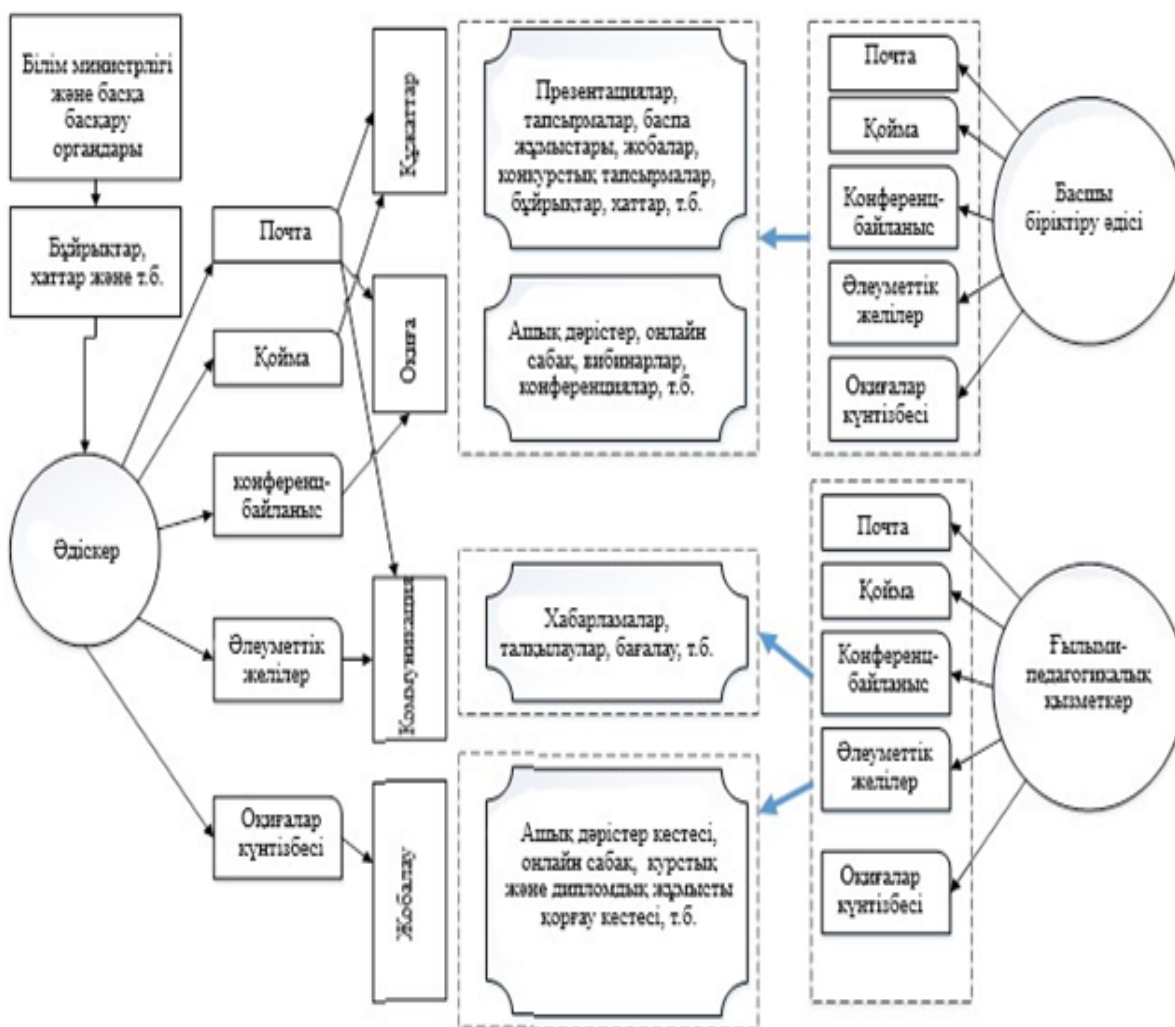 Білім министрлігі
және басқа
басқару
органдары
Бұйрықтар,
хаттар және т.б.
Әдіскер
Почта
Қойма
конференц-
байланыс
Әлеуметтік
желілер
Оқиғалар
күнтізбесі
Құжаттар
Оқиға
Коммуникация
Жобалау
Презентациялар,
тапсырмалар, баспа
жұмыстары, жобалар,
конкурстық тапсырмалар,
бұйрықтар, хаттар, т.б.
Ашық дәрістер, онлайн
сабақ, вибинарлар,
конференциялар, т.б.
Хабарламалар,
талқылаулар, бағалау, т.б.
Ашық дәрістер кестесі,
онлайн сабақ, курстық
және дипломдық жұмысты
қорғау кестесі, т.б.
Почта
Қойма
Конференц-
байланыс
Әлеуметтік
желілер
Оқиғалар
күнтізбесі
Басшы
біріктіру әдісі
Почта
Қойма
Конференц-
байланыс
Әлеуметтік
желілер
Оқиғалар
күнтізбесі
Ғылыми-
педагогикалық
қызметкер